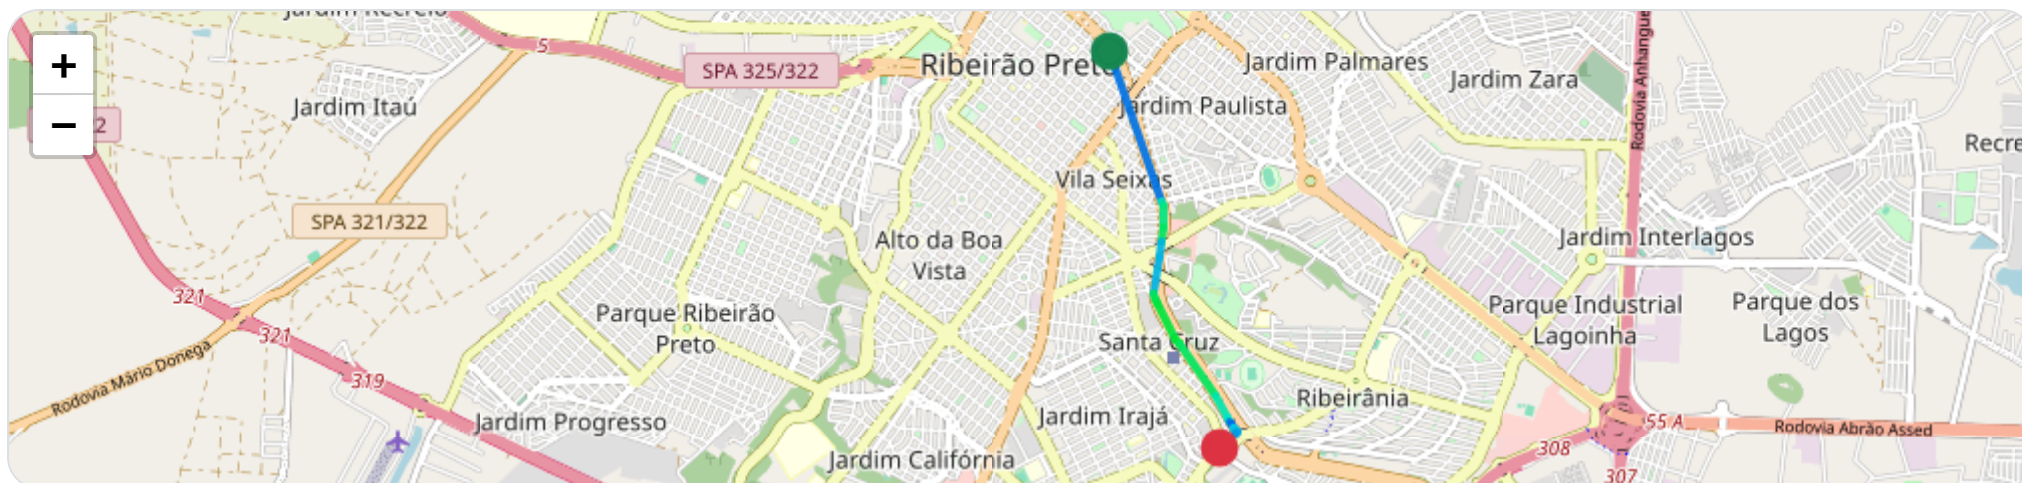 Jardim Recreio
5
+
−
SPA 325/322
Ribeirão Preto
Jardim Palmares
Jardim Zara
Rodovia Anhangue
Jardim Itaú
Jardim Paulista
22
Recre
Vila Seixas
SPA 321/322
Alto da Boa
Vista
Jardim Interlagos
321
321
Parque Ribeirão
Preto
Santa Cruz
Parque Industrial
Lagoinha
Parque dos
Lagos
Rodovia Mário Donega
319
Jardim Progresso
Jardim Irajá
Ribeirânia
55 A
Rodovia Abrão Assed
Jardim Califórnia
308
307